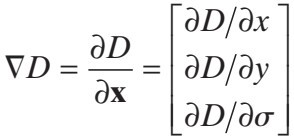 ∇D = ∂D/∂𝐱 = [∂D/∂x
∂D/∂y
∂D/∂σ]